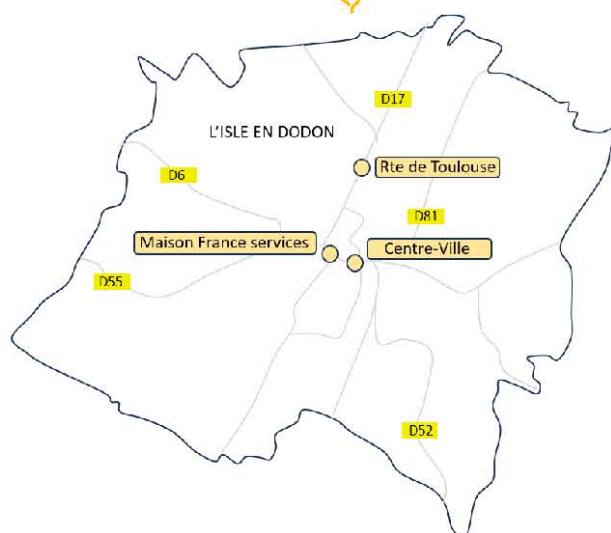 D17
L'ISLE EN DODON
Rte de Toulouse
D6
D81
Maison France services
Centre-Ville
D55
D52